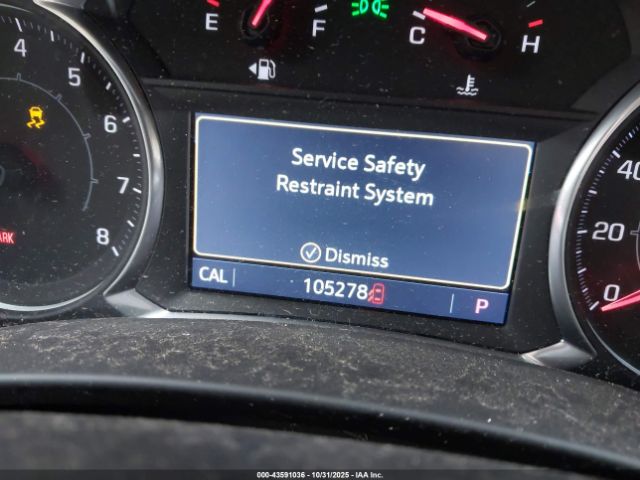 E F C H
4
5
6
7
8
Service Safety
Restraint System
Dismiss
CAL 105278 P
40
20
0
000-43591036 - 10/31/2025 - IAA Inc.